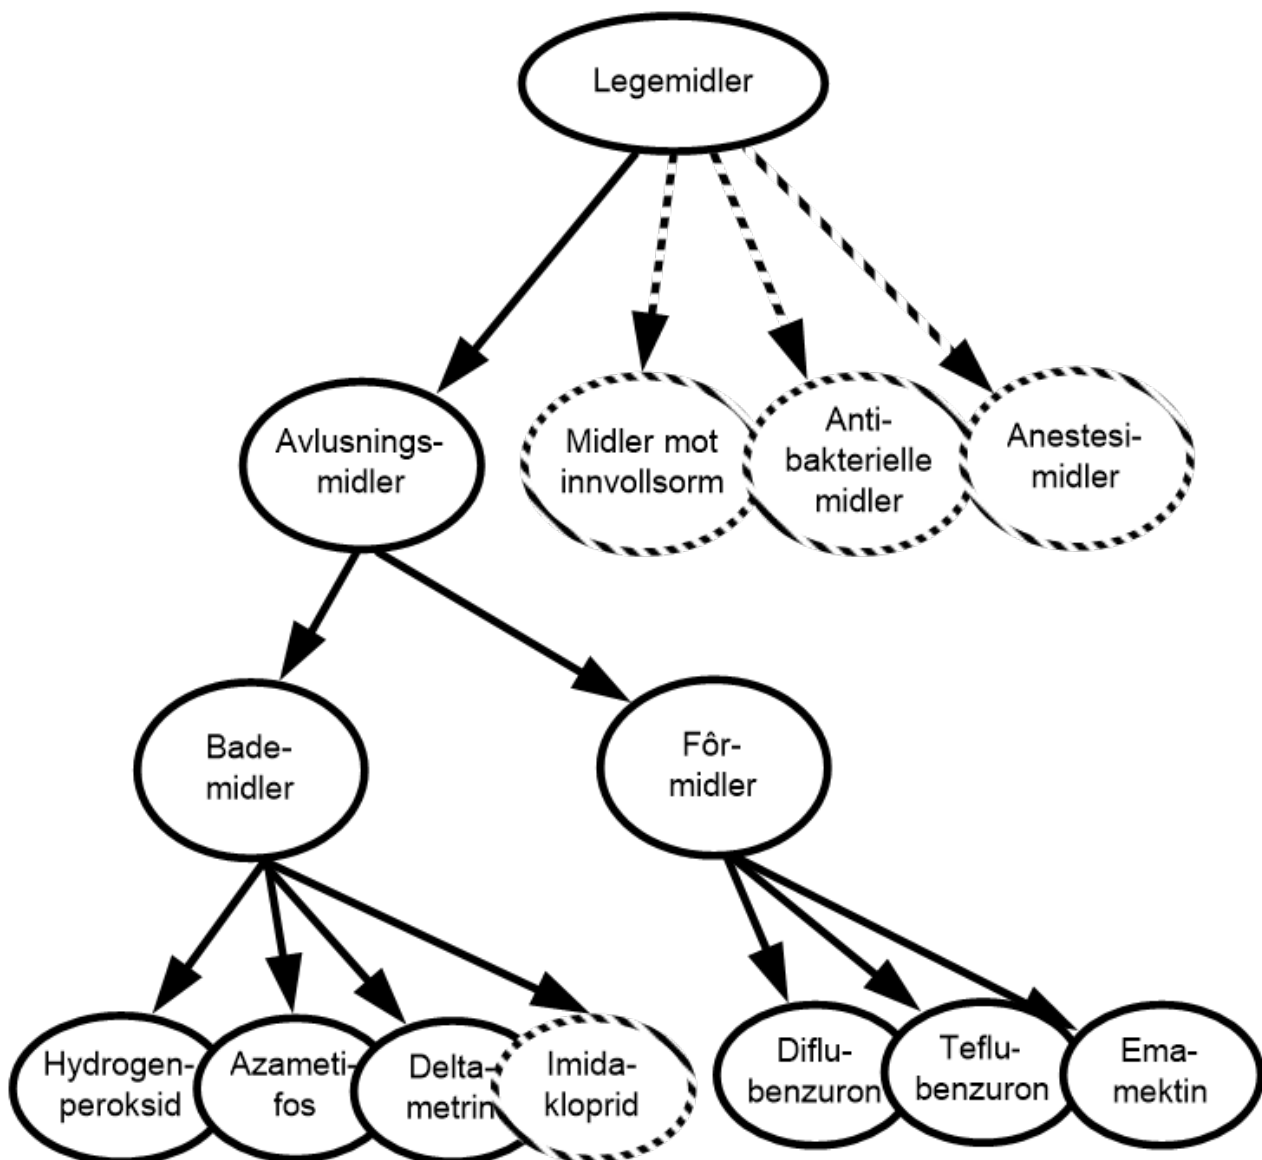 Legemidler
Avlusnings-
midler
Midler mot
innvollsorm
Anti-
bakterielle
midler
Anestesi-
midler
Bade-
midler
Fôr-
midler
Hydrogen-
peroksid
Azameti-
fos
Delta-
metrin
Imida-
kloprid
Diflu-
benzuron
Teflu-
benzuron
Ema-
mektin